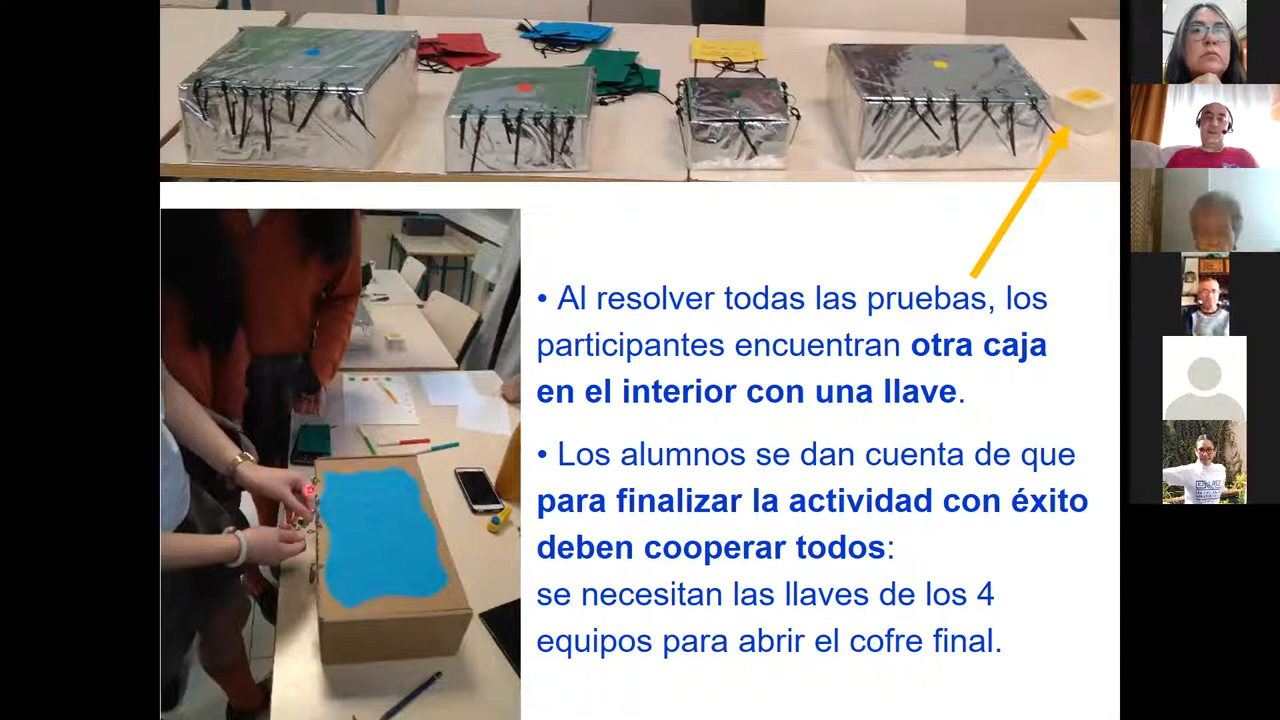 • Al resolver todas las pruebas, los
participantes encuentran otra caja
en el interior con una llave.
• Los alumnos se dan cuenta de que
para finalizar la actividad con éxito
deben cooperar todos:
se necesitan las llaves de los 4
equipos para abrir el cofre final.